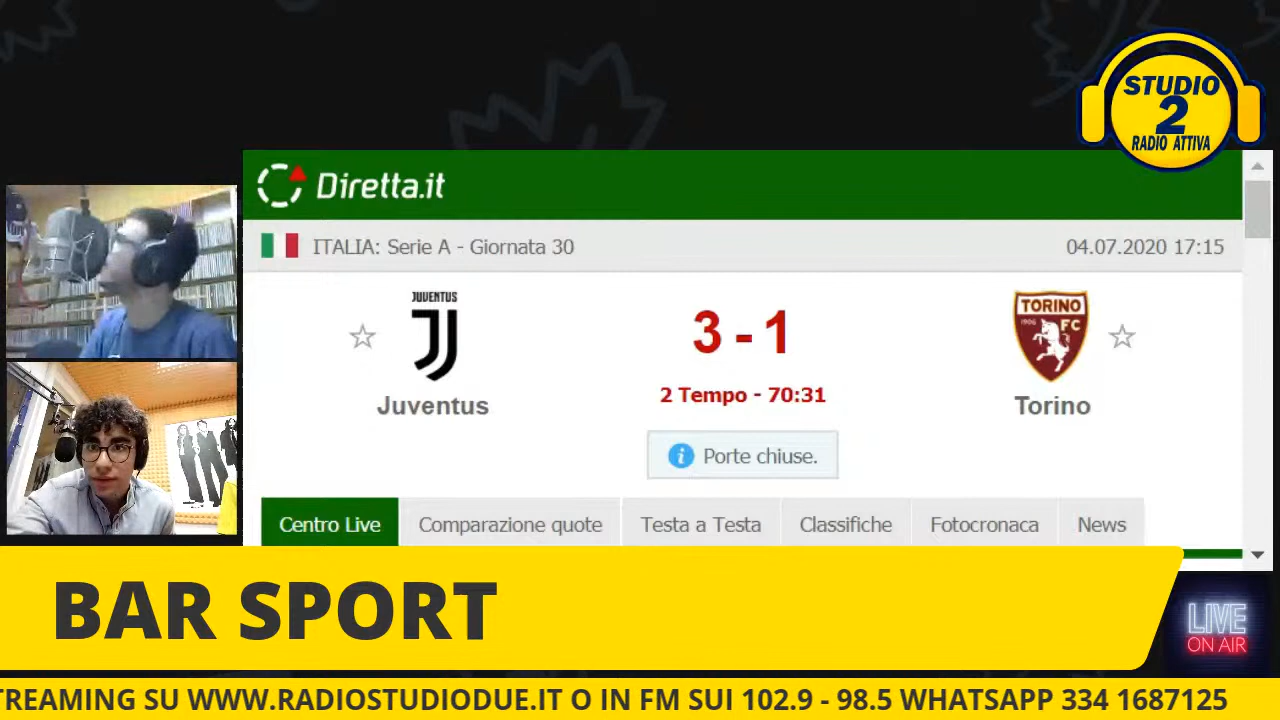 STUDIO
2
RADIO ATTIVA
Diretta.it
ITALIA: Serie A - Giornata 30
04.07.2020 17:15
JUVENTUS
TORINO
1906 FC
3 - 1
2 Tempo - 70:31
Juventus
Torino
Porte chiuse.
Centro Live
Comparazione quote
Testa a Testa
Classifiche
Fotocronaca
News
BAR SPORT
LIVE
ON AIR
TREAMING SU WWW.RADIOSTUDIODUE.IT O IN FM SUI 102.9 - 98.5 WHATSAPP 334 1687125